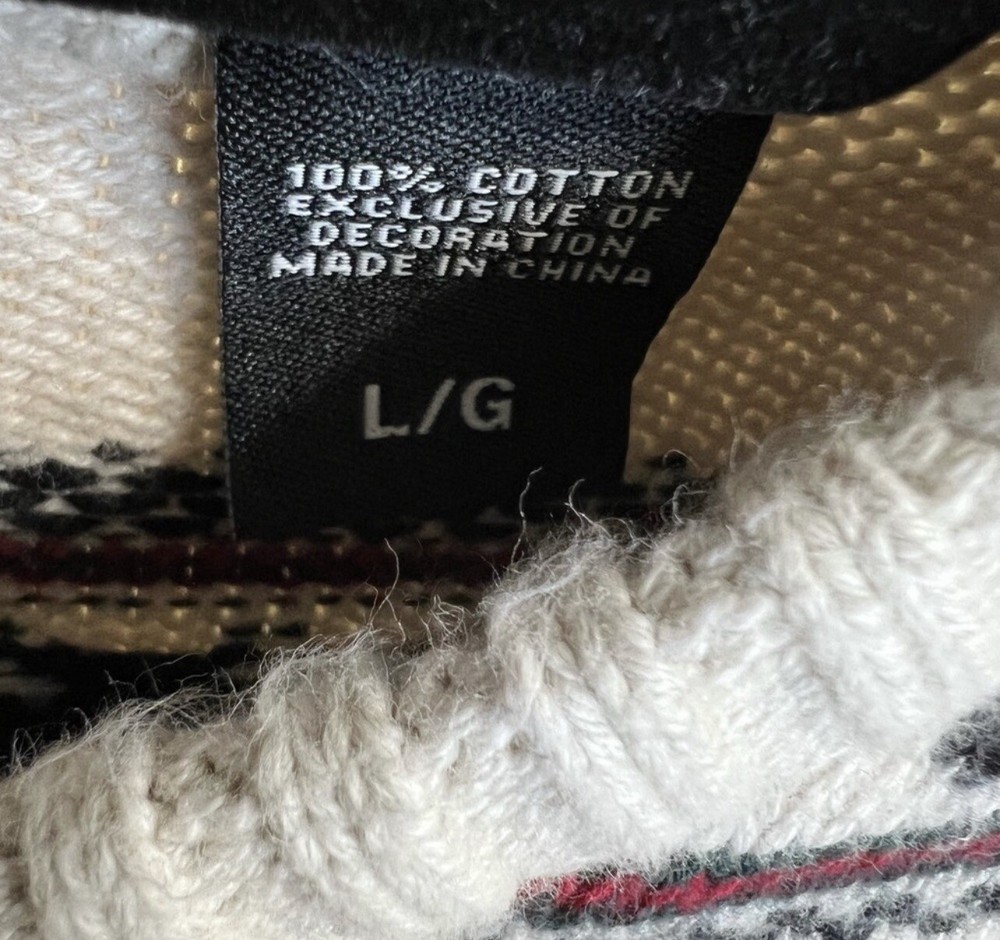 100% COTTON
EXCLUSIVE OF
DECORATION
MADE IN CHINA
L/G